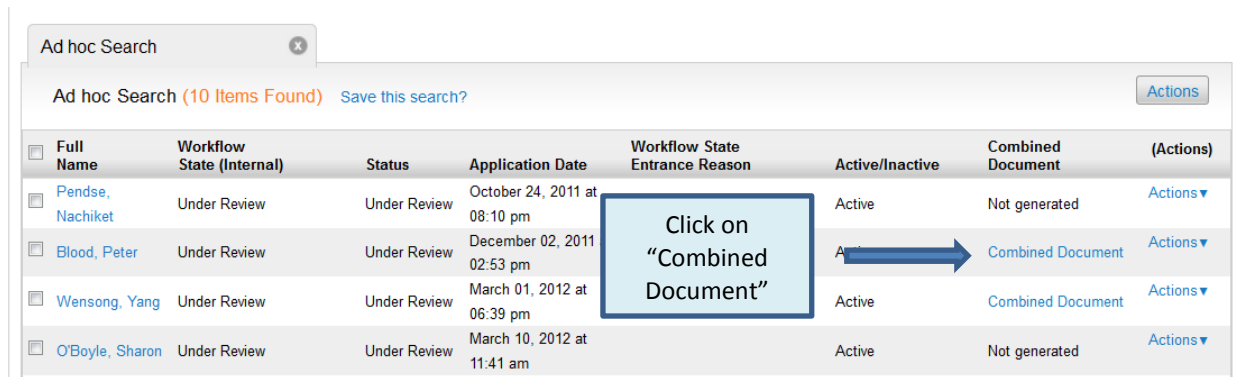 Ad hoc Search
Ad hoc Search (10 Items Found) Save this search? Actions
Full Name Workflow State (Internal) Status Application Date Workflow State Entrance Reason Active/Inactive Combined Document (Actions)
Pendse, Nachiket Under Review Under Review October 24, 2011 at 08:10 pm Active Not generated Actions▼
Blood, Peter Under Review Under Review December 02, 2011 02:53 pm Combined Document Actions▼
Wensong, Yang Under Review Under Review March 01, 2012 at 06:39 pm Active Combined Document Actions▼
O'Boyle, Sharon Under Review Under Review March 10, 2012 at 11:41 am Active Not generated Actions▼
Click on
“Combined
Document”